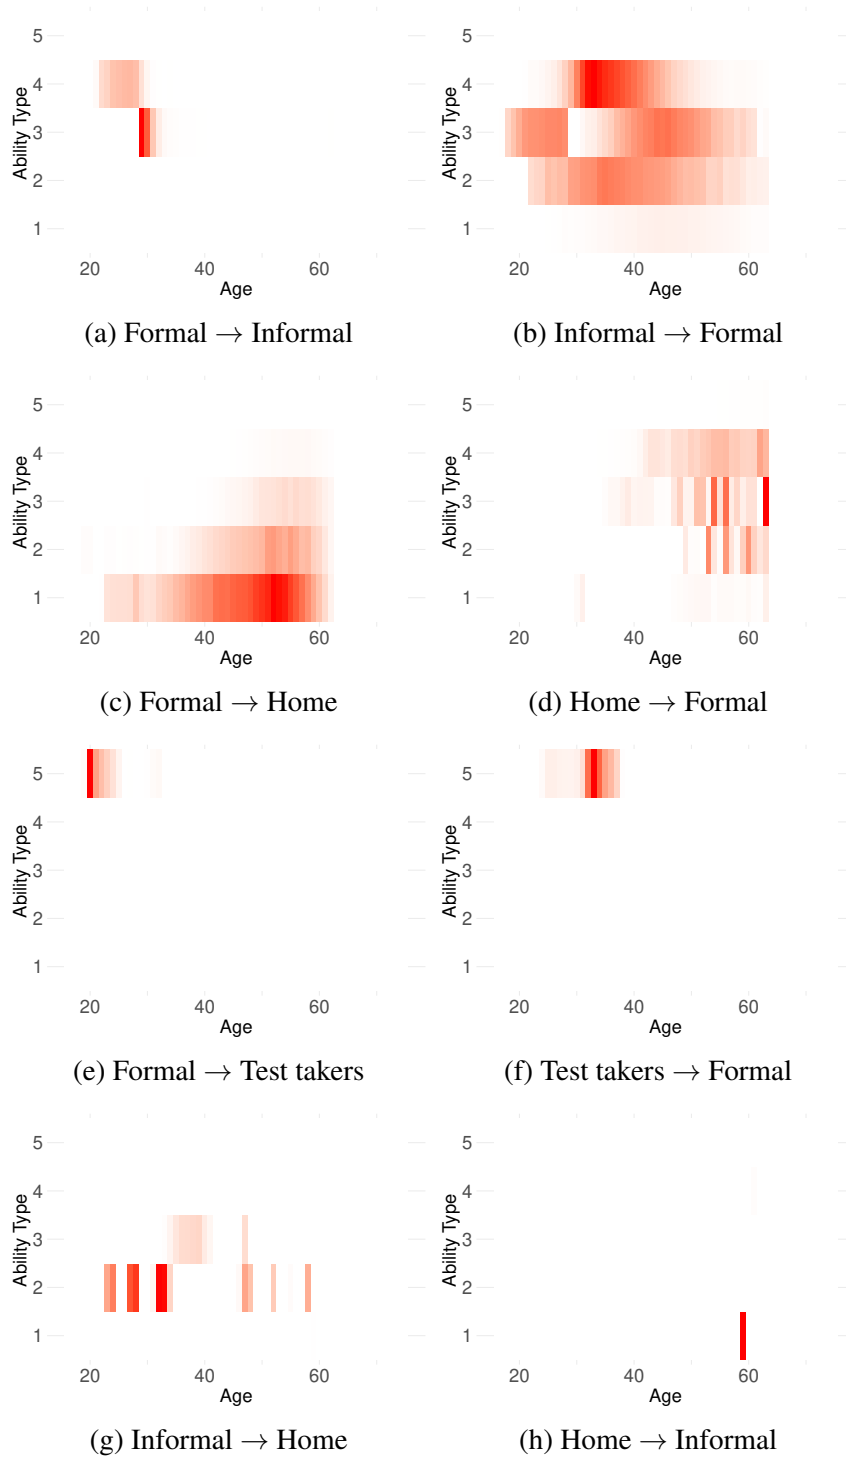 5
4
3
2
1
Ability Type
20 40 60
Age
(a) Formal → Informal
5
4
3
2
1
Ability Type
20 40 60
Age
(b) Informal → Formal
5
4
3
2
1
Ability Type
20 40 60
Age
(c) Formal → Home
5
4
3
2
1
Ability Type
20 40 60
Age
(d) Home → Formal
5
4
3
2
1
Ability Type
20 40 60
Age
(e) Formal → Test takers
5
4
3
2
1
Ability Type
20 40 60
Age
(f) Test takers → Formal
5
4
3
2
1
Ability Type
20 40 60
Age
(g) Informal → Home
5
4
3
2
1
Ability Type
20 40 60
Age
(h) Home → Informal